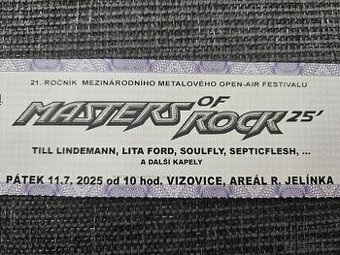 21. ROČNÍK MEZINÁRODNÍHO METALOVÉHO OPEN-AIR FESTIVALU
MASTERS OF ROCK 25'
TILL LINDEMANN, LITA FORD, SOULFLY, SEPTICFLESH, ...
A DALŠÍ KAPELY
PÁTEK 11.7. 2025 od 10 hod. VIZOVICE, AREÁL R. JELÍNKA